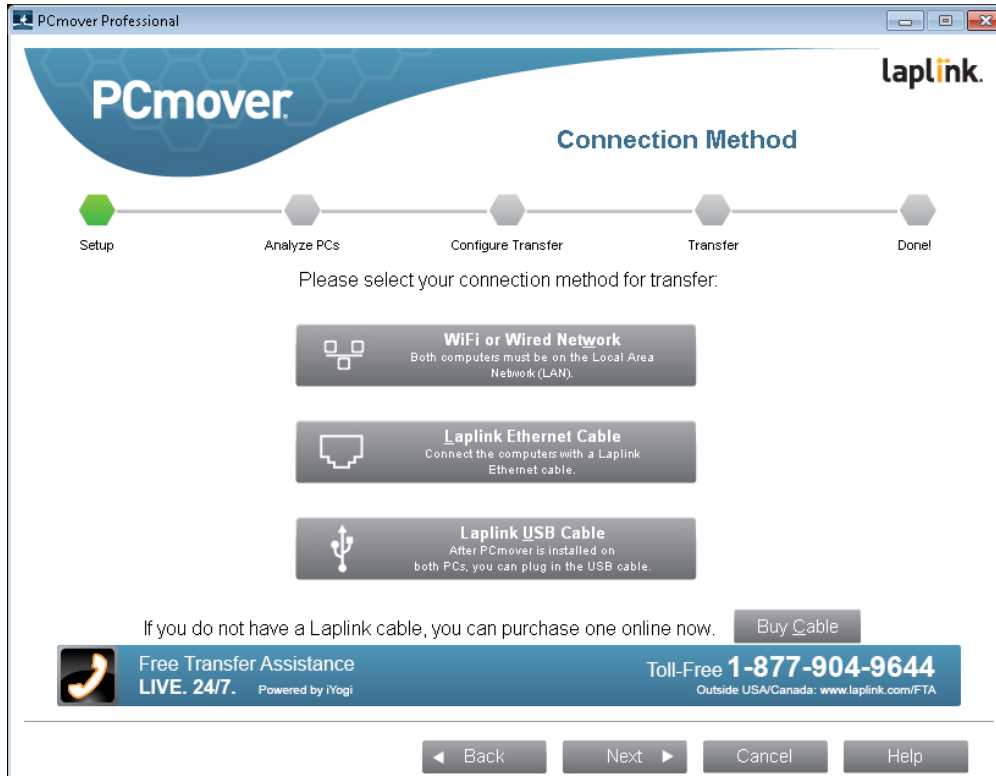 PCmover Professional
laplink.
PCmover.
Connection Method
Setup
Analyze PCs
Configure Transfer
Transfer
Done!
Please select your connection method for transfer:
WiFi or Wired Network
Both computers must be on the Local Area
Network (LAN).
Laplink Ethernet Cable
Connect the computers with a Laplink
Ethernet cable.
Laplink USB Cable
After PCmover is installed on
both PCs, you can plug in the USB cable.
If you do not have a Laplink cable, you can purchase one online now.
Buy Cable
Free Transfer Assistance
LIVE. 24/7. Powered by iYogi
Toll-Free 1-877-904-9644
Outside USA/Canada: www.laplink.com/FTA
Back
Next
Cancel
Help